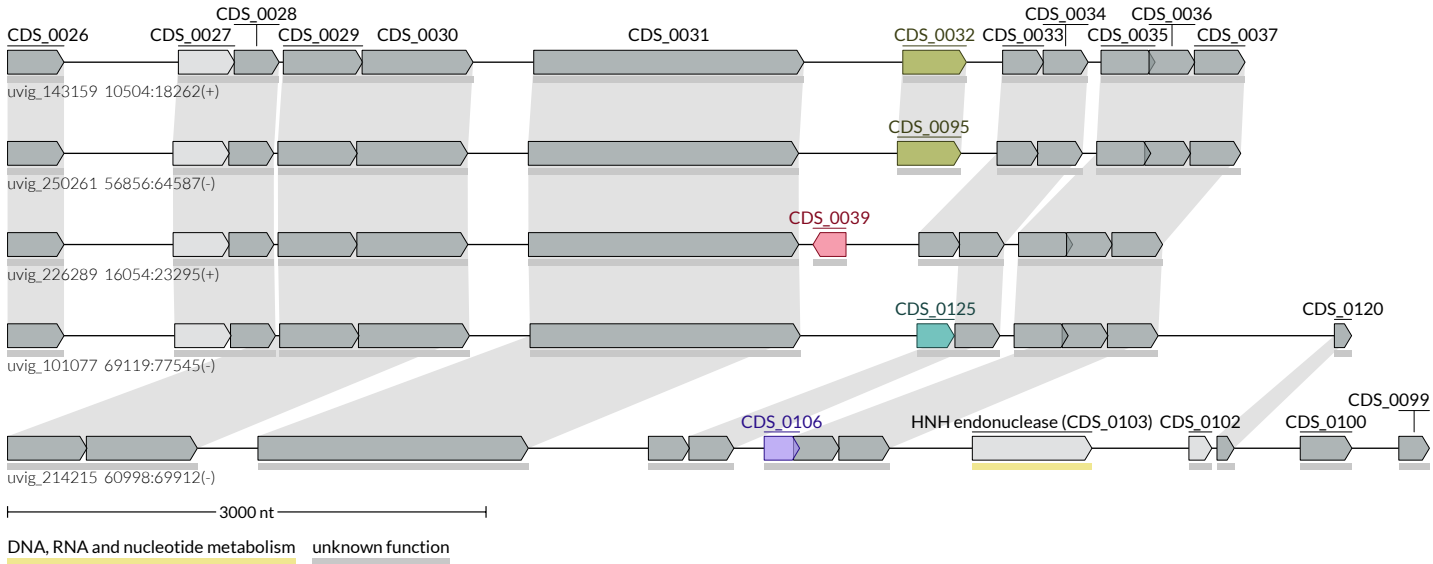 CDS_0028 CDS_0034 CDS_0036
CDS_0026 CDS_0027 CDS_0029 CDS_0030 CDS_0031 CDS_0032 CDS_0033 CDS_0035 CDS_0037
uvig_143159 10504:18262(+)
CDS_0095
uvig_250261 56856:64587(-)
CDS_0039
uvig_226289 16054:23295(+)
CDS_0125 CDS_0120
uvig_101077 69119:77545(-)
CDS_0099
CDS_0106 HNH endonuclease (CDS_0103) CDS_0102 CDS_0100
uvig_214215 60998:69912(-)
3000 nt
DNA, RNA and nucleotide metabolism unknown function